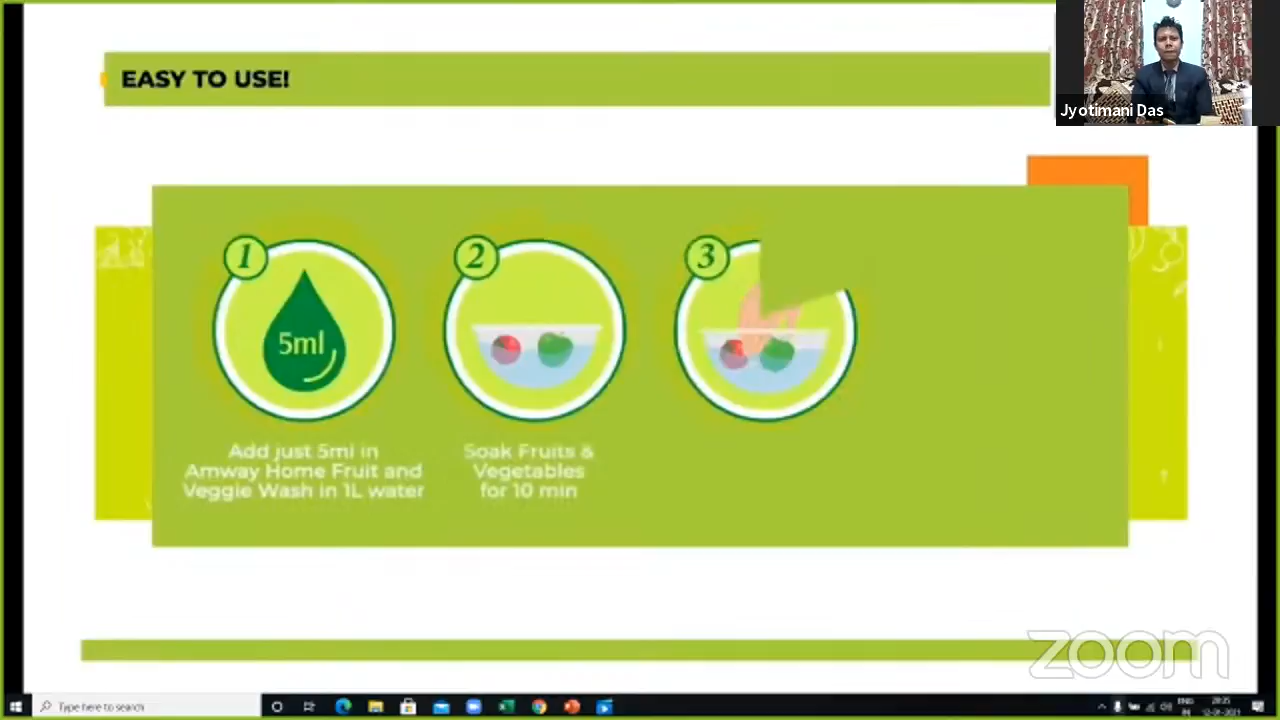 EASY TO USE!
Jyotimani Das
1
2
3
5ml
Add just 5ml in
Amway Home Fruit and
Veggie Wash in 1L water
Soak Fruits &
Vegetables
for 10 min
zoom
Type here to search